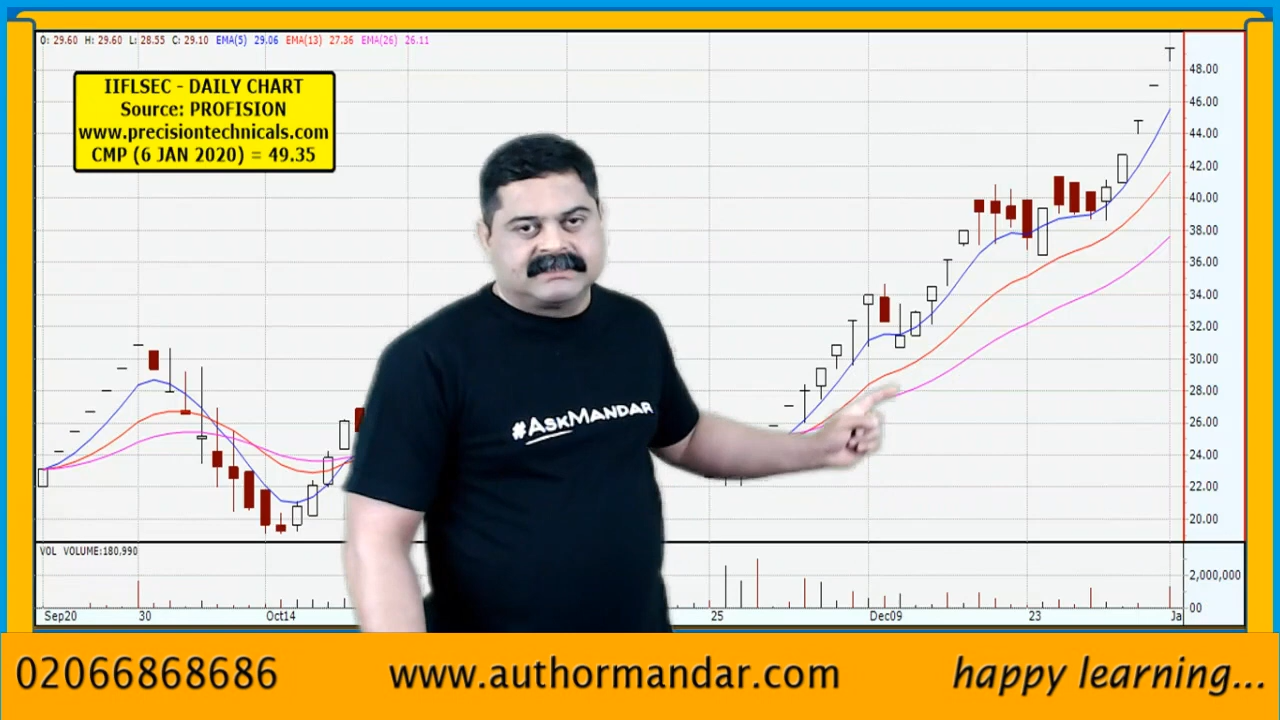 O: 29.60 H: 29.60 L: 28.55 C: 29.10 EMA(5) 29.06 EMA(13) 27.36 EMA(26) 26.11
IIFLSEC - DAILY CHART
Source: PROFISION
www.precisiontechnicals.com
CMP (6 JAN 2020) = 49.35
48.00
46.00
44.00
42.00
40.00
38.00
36.00
34.00
32.00
30.00
28.00
26.00
24.00
22.00
20.00
#AskMandar
VOL VOLUME:180,990
2,000,000
00
Sep20 30 Oct14 25 Dec09 23 Ja
02066868686 www.authormandar.com happy learning...